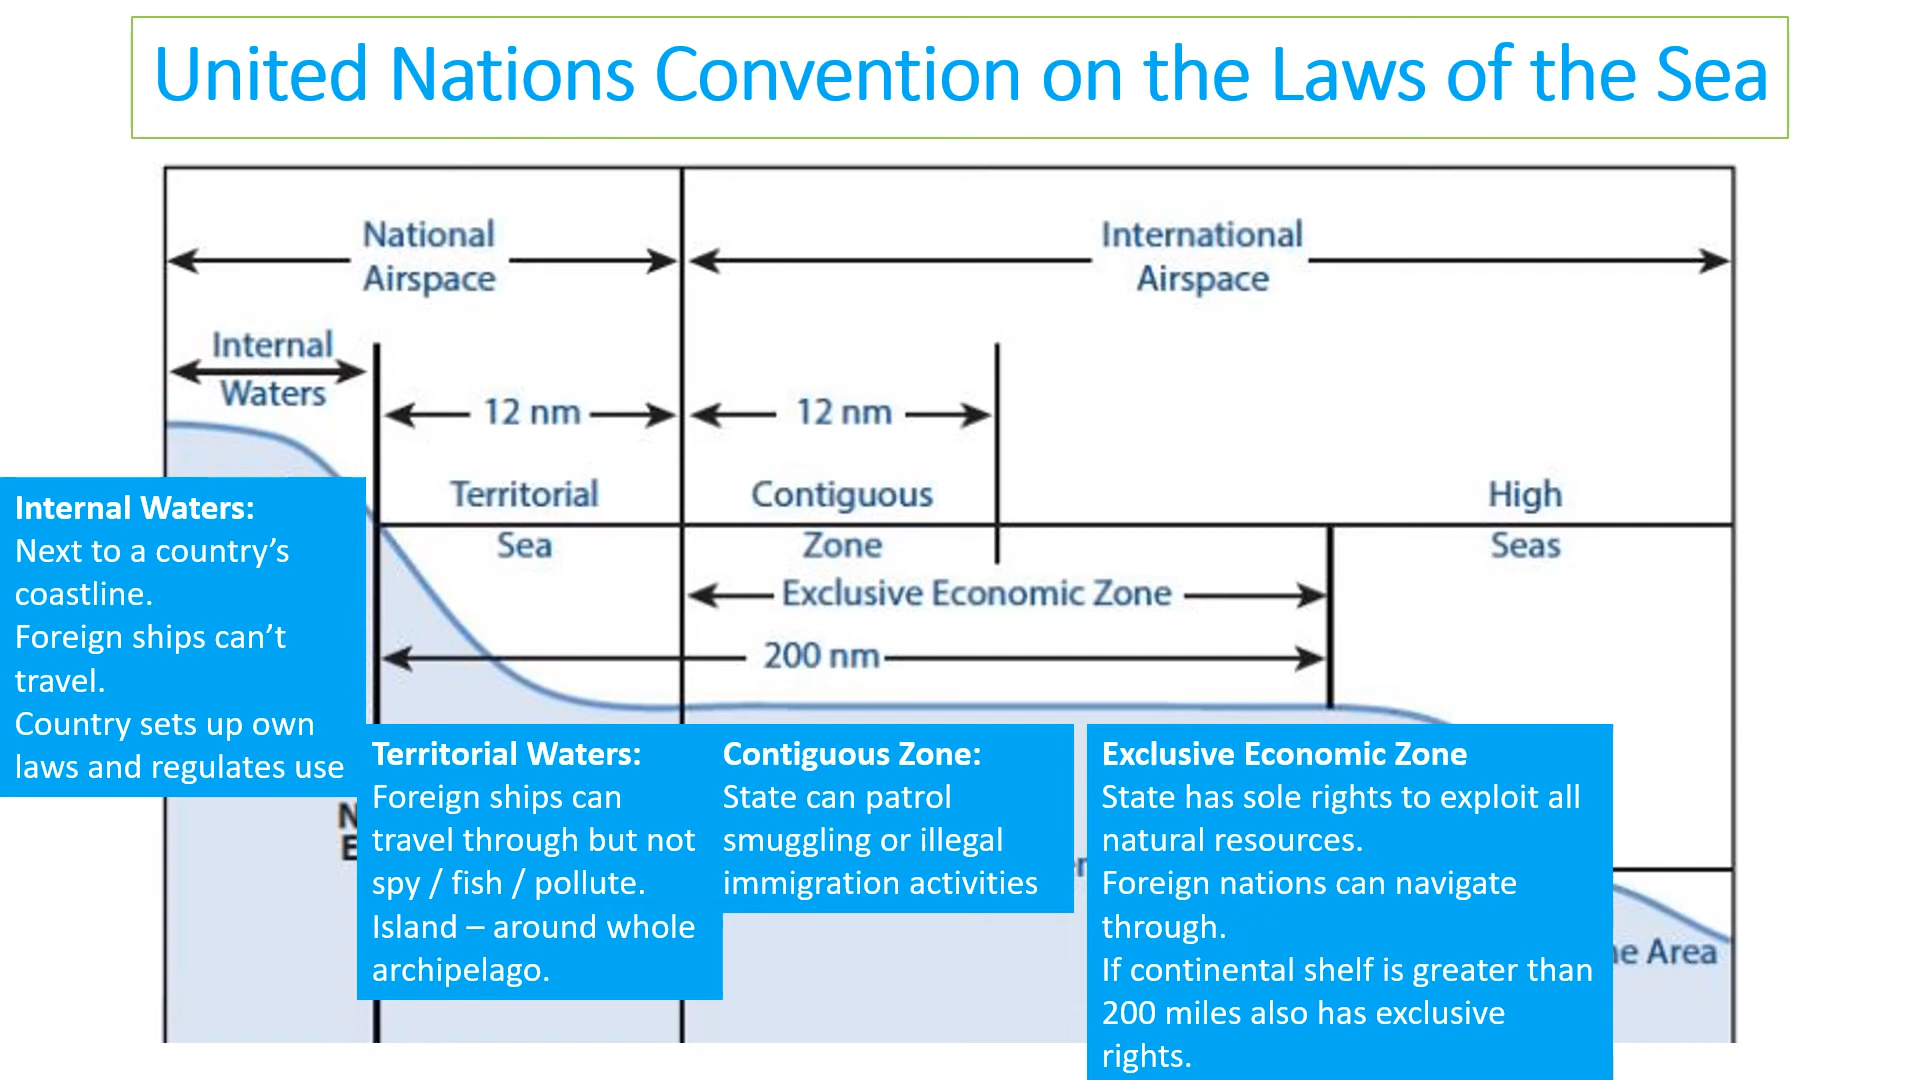 United Nations Convention on the Laws of the Sea
National
Airspace
International
Airspace
Internal
Waters
12 nm
12 nm
Territorial
Sea
Contiguous
Zone
High
Seas
Exclusive Economic Zone
200 nm
Internal Waters:
Next to a country’s
coastline.
Foreign ships can’t
travel.
Country sets up own
laws and regulates use
Territorial Waters:
Foreign ships can
travel through but not
spy / fish / pollute.
Island – around whole
archipelago.
Contiguous Zone:
State can patrol
smuggling or illegal
immigration activities
Exclusive Economic Zone
State has sole rights to exploit all
natural resources.
Foreign nations can navigate
through.
If continental shelf is greater than
200 miles also has exclusive
rights.
Area